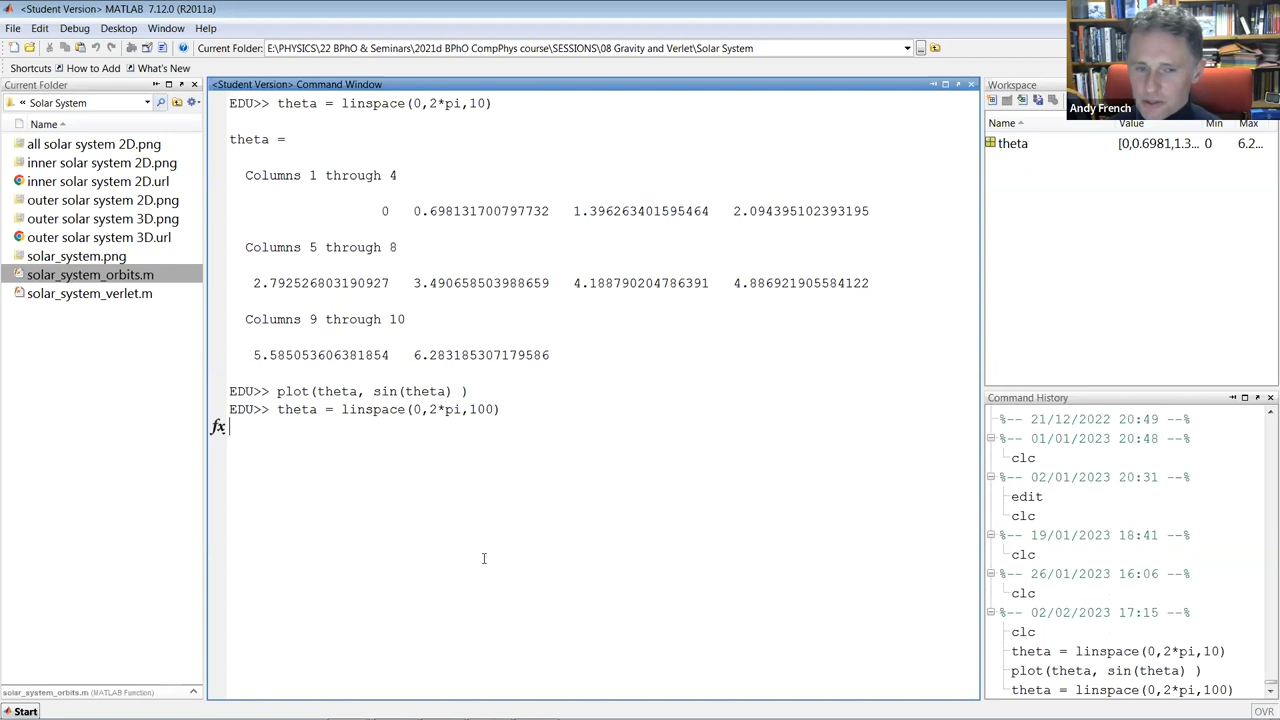 <Student Version> MATLAB 7.12.0 (R2011a)
File Edit Debug Desktop Window Help
Current Folder: E:\PHYSICS\22 BPhO & Seminars\2021d BPhO CompPhys course\SESSIONS\08 Gravity and Verlet\Solar System
Shortcuts How to Add What's New
Current Folder
« Solar System
Name
all solar system 2D.png
inner solar system 2D.png
inner solar system 2D.url
outer solar system 2D.png
outer solar system 3D.png
outer solar system 3D.url
solar_system.png
solar_system_orbits.m
solar_system_verlet.m
solar_system_orbits.m (MATLAB Function)
Start
<Student Version> Command Window
EDU>> theta = linspace(0,2*pi,10)
theta =
Columns 1 through 4
0 0.698131700797732 1.396263401595464 2.094395102393195
Columns 5 through 8
2.792526803190927 3.490658503988659 4.188790204786391 4.886921905584122
Columns 9 through 10
5.585053606381854 6.283185307179586
EDU>> plot(theta, sin(theta) )
EDU>> theta = linspace(0,2*pi,100)
fx
Workspace
Andy French
Name Value Min Max
theta [0,0.6981,1.3... 0 6.2...
Command History
%-- 21/12/2022 20:49 --%
%-- 01/01/2023 20:48 --%
clc
%-- 02/01/2023 20:31 --%
edit
clc
%-- 19/01/2023 18:41 --%
clc
%-- 26/01/2023 16:06 --%
clc
%-- 02/02/2023 17:15 --%
clc
theta = linspace(0,2*pi,10)
plot(theta, sin(theta) )
theta = linspace(0,2*pi,100)
OVR